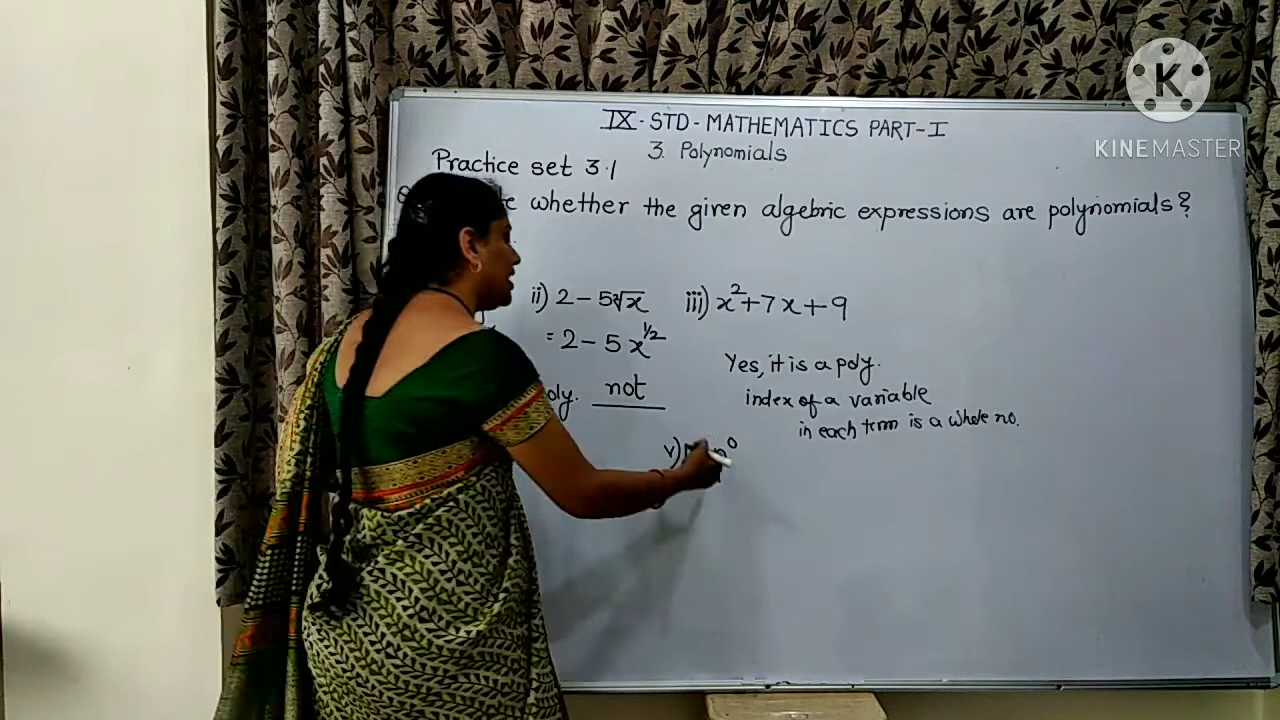 K
KINEMASTER
IX - STD - MATHEMATICS PART - I
3. Polynomials
Practice set 3.1
whether the given algebric expressions are polynomials?
ii) 2 - 5√x iii) x² + 7x + 9
= 2 - 5x^1/2
Yes, it is a poly.
not
index of a variable
in each term is a whole no.
v)